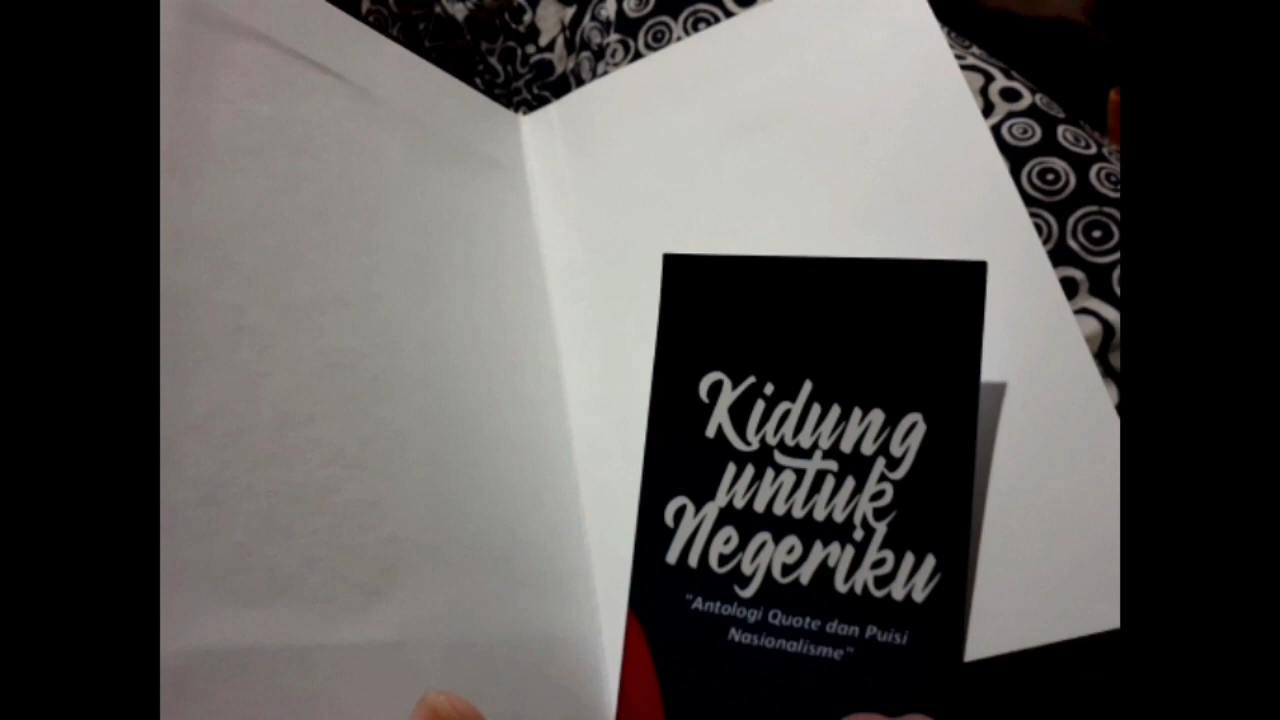 Kidung
untuk
Negeriku
"Antologi Quote dan Puisi
Nasionalisme"